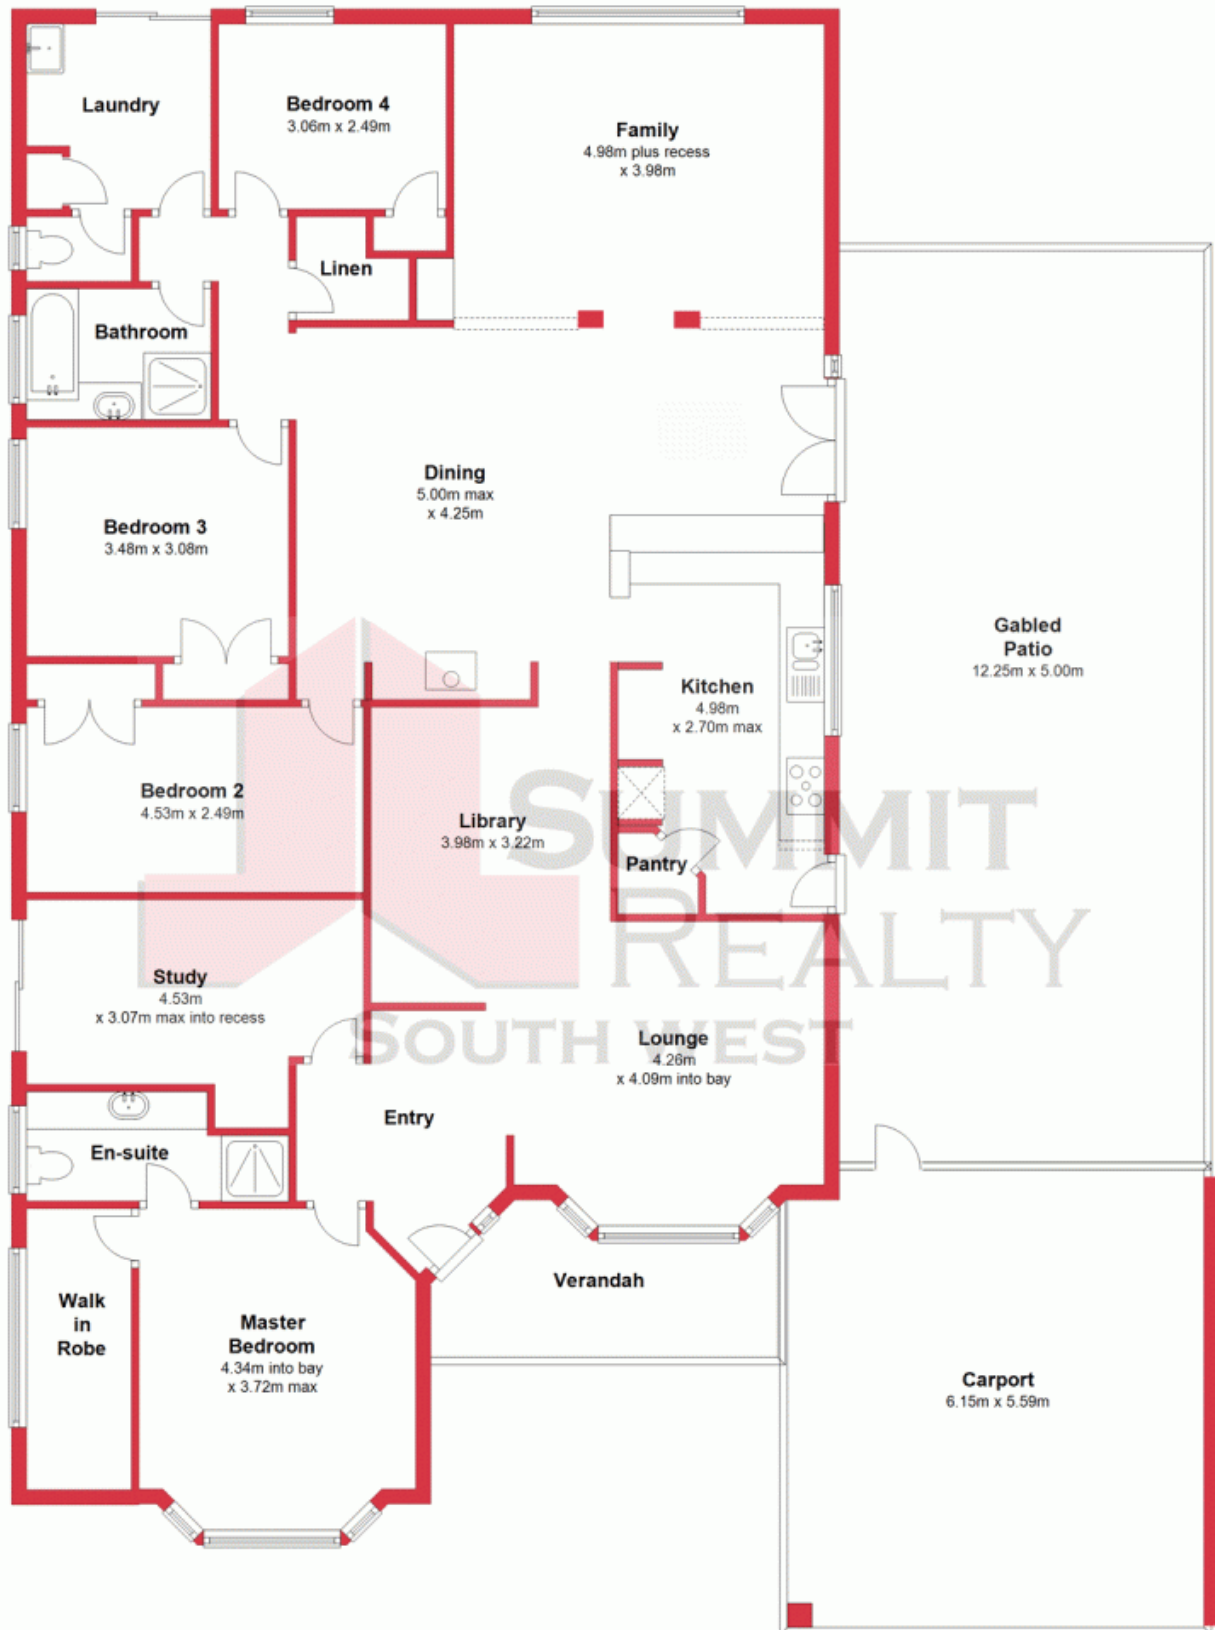 Laundry
Bedroom 4
3.06m x 2.49m
Family
4.98m plus recess
x 3.98m
Linen
Bathroom
Dining
5.00m max
x 4.25m
Bedroom 3
3.48m x 3.08m
Gabled
Patio
12.25m x 5.00m
Kitchen
4.98m
x 2.70m max
Bedroom 2
4.53m x 2.49m
Library
3.98m x 3.22m
Pantry
SUMMIT
REALTY
SOUTH WEST
Study
4.53m
x 3.07m max into recess
Lounge
4.26m
x 4.09m into bay
Entry
En-suite
Verandah
Walk
in
Robe
Master
Bedroom
4.34m into bay
x 3.72m max
Carport
6.15m x 5.59m